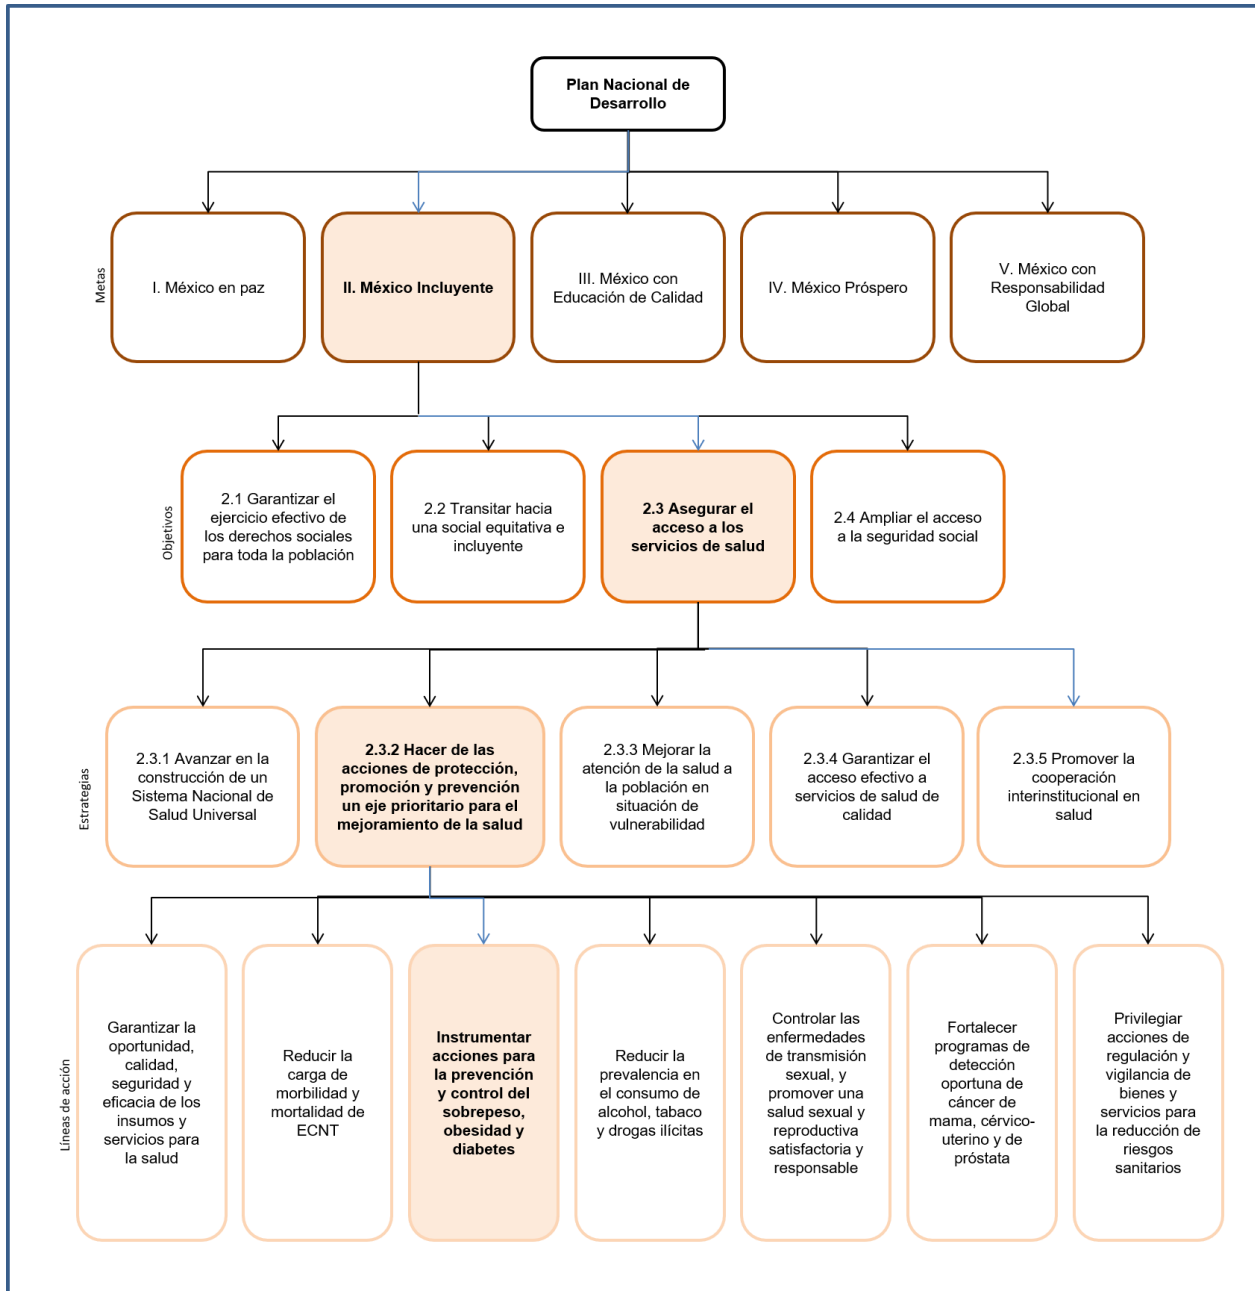 Plan Nacional de
Desarrollo
Metas
I. México en paz
II. México Incluyente
III. México con
Educación de Calidad
IV. México Próspero
V. México con
Responsabilidad
Global
Objetivos
2.1 Garantizar el
ejercicio efectivo de
los derechos sociales
para toda la población
2.2 Transitar hacia
una social equitativa e
incluyente
2.3 Asegurar el
acceso a los
servicios de salud
2.4 Ampliar el acceso
a la seguridad social
Estrategias
2.3.1 Avanzar en la
construcción de un
Sistema Nacional de
Salud Universal
2.3.2 Hacer de las
acciones de protección,
promoción y prevención
un eje prioritario para el
mejoramiento de la salud
2.3.3 Mejorar la
atención de la salud a
la población en
situación de
vulnerabilidad
2.3.4 Garantizar el
acceso efectivo a
servicios de salud de
calidad
2.3.5 Promover la
cooperación
interinstitucional en
salud
Líneas de acción
Garantizar la
oportunidad,
calidad,
seguridad y
eficacia de los
insumos y
servicios para
la salud
Reducir la
carga de
morbilidad y
mortalidad de
ECNT
Instrumentar
acciones para
la prevención
y control del
sobrepeso,
obesidad y
diabetes
Reducir la
prevalencia en
el consumo de
alcohol, tabaco
y drogas ilícitas
Controlar las
enfermedades
de transmisión
sexual, y
promover una
salud sexual y
reproductiva
satisfactoria y
responsable
Fortalecer
programas de
detección
oportuna de
cáncer de
mama, cérvico-
uterino y de
próstata
Privilegiar
acciones de
regulación y
vigilancia de
bienes y
servicios para
la reducción de
riesgos
sanitarios